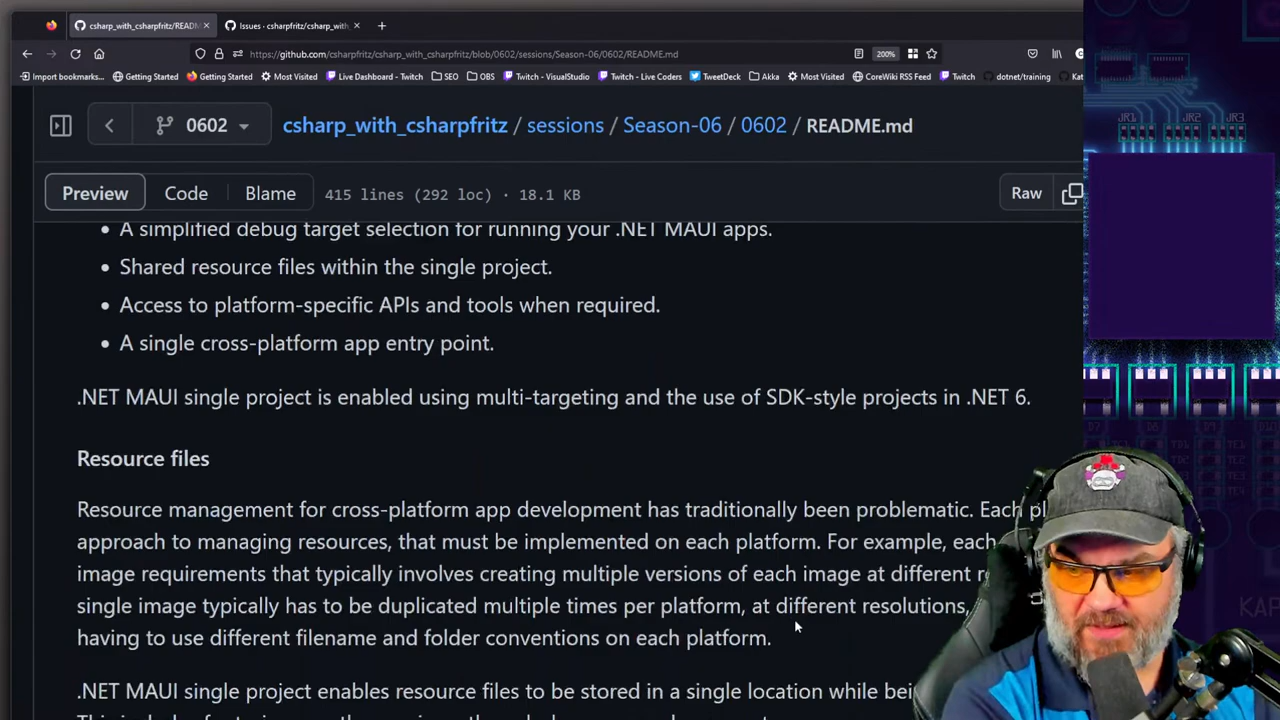 csharp_with_csharpfritz/READM
Issues · csharpfritz/csharp_with
https://github.com/csharpfritz/csharp_with_csharpfritz/blob/0602/sessions/Season-06/0602/README.md
200%
Import bookmarks... Getting Started Getting Started Most Visited Live Dashboard - Twitch SEO OBS Twitch - VisualStudio Twitch - Live Coders TweetDeck Akka Most Visited CoreWiki RSS Feed Twitch dotnet/training Kat
0602
csharp_with_csharpfritz / sessions / Season-06 / 0602 / README.md
Preview Code Blame 415 lines (292 loc) · 18.1 KB Raw
• A simplified debug target selection for running your .NET MAUI apps.
• Shared resource files within the single project.
• Access to platform-specific APIs and tools when required.
• A single cross-platform app entry point.
.NET MAUI single project is enabled using multi-targeting and the use of SDK-style projects in .NET 6.
Resource files
Resource management for cross-platform app development has traditionally been problematic. Each pl
approach to managing resources, that must be implemented on each platform. For example, each
image requirements that typically involves creating multiple versions of each image at different r
single image typically has to be duplicated multiple times per platform, at different resolutions,
having to use different filename and folder conventions on each platform.
.NET MAUI single project enables resource files to be stored in a single location while bei
JR1
JR2
JR3
D7
D8
D9